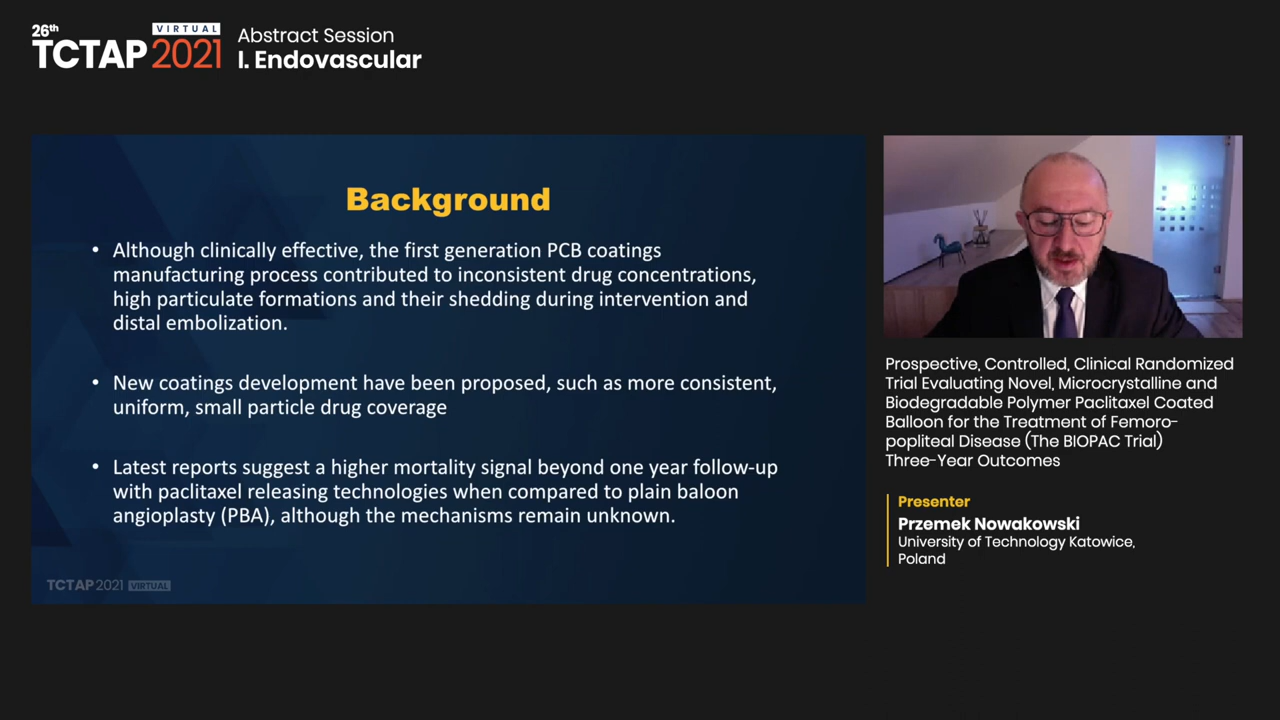 26th
VIRTUAL
TCTAP 2021
Abstract Session
I. Endovascular
Background
• Although clinically effective, the first generation PCB coatings
manufacturing process contributed to inconsistent drug concentrations,
high particulate formations and their shedding during intervention and
distal embolization.
• New coatings development have been proposed, such as more consistent,
uniform, small particle drug coverage
• Latest reports suggest a higher mortality signal beyond one year follow-up
with paclitaxel releasing technologies when compared to plain baloon
angioplasty (PBA), although the mechanisms remain unknown.
TCTAP 2021 VIRTUAL
Prospective, Controlled, Clinical Randomized
Trial Evaluating Novel, Microcrystalline and
Biodegradable Polymer Paclitaxel Coated
Balloon for the Treatment of Femoro-
popliteal Disease (The BIOPAC Trial)
Three-Year Outcomes
Presenter
Przemek Nowakowski
University of Technology Katowice,
Poland